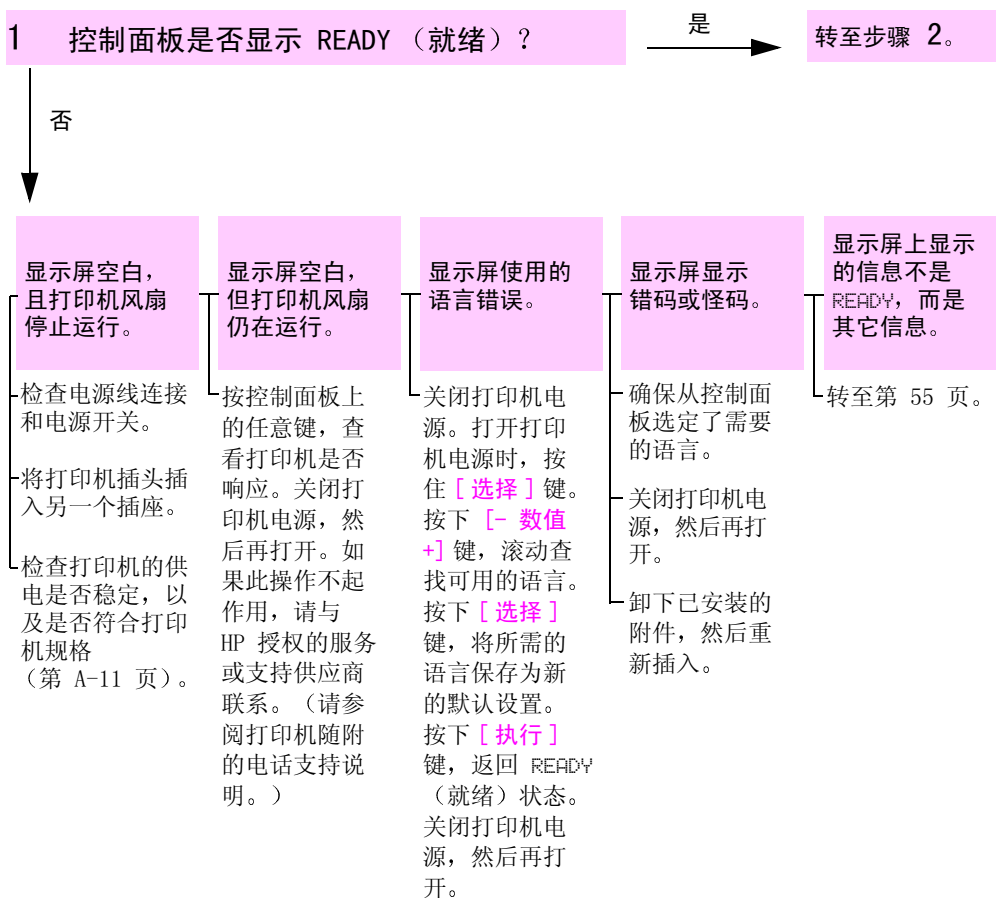 1 控制面板是否显示 READY （就绪）？
是
转至步骤 2。
否
显示屏空白，
且打印机风扇
停止运行。
检查电源线连接
和电源开关。
将打印机插头插
入另一个插座。
检查打印机的供
电是否稳定，以
及是否符合打印
机规格
（第 A-11 页）。
显示屏空白，
但打印机风扇
仍在运行。
按控制面板上
的任意键，查
看打印机是否
响应。关闭打
印机电源，然
后再打开。如
果此操作不起
作用，请与
HP 授权的服务
或支持供应商
联系。（请参
阅打印机随附
的电话支持说
明。）
显示屏使用的
语言错误。
关闭打印机电
源。打开打印
机电源时，按
住 [ 选择 ] 键。
按下 [- 数值
+] 键，滚动查
找可用的语言。
按下 [ 选择 ]
键，将所需的
语言保存为新
的默认设置。
按下 [ 执行 ]
键，返回 READY
（就绪）状态。
关闭打印机电
源，然后再打
开。
显示屏显示
错码或怪码。
确保从控制面
板选定了需要
的语言。
关闭打印机电
源，然后再打
开。
卸下已安装的
附件，然后重
新插入。
显示屏上显示
的信息不是
READY，而是
其它信息。
转至第 55 页。